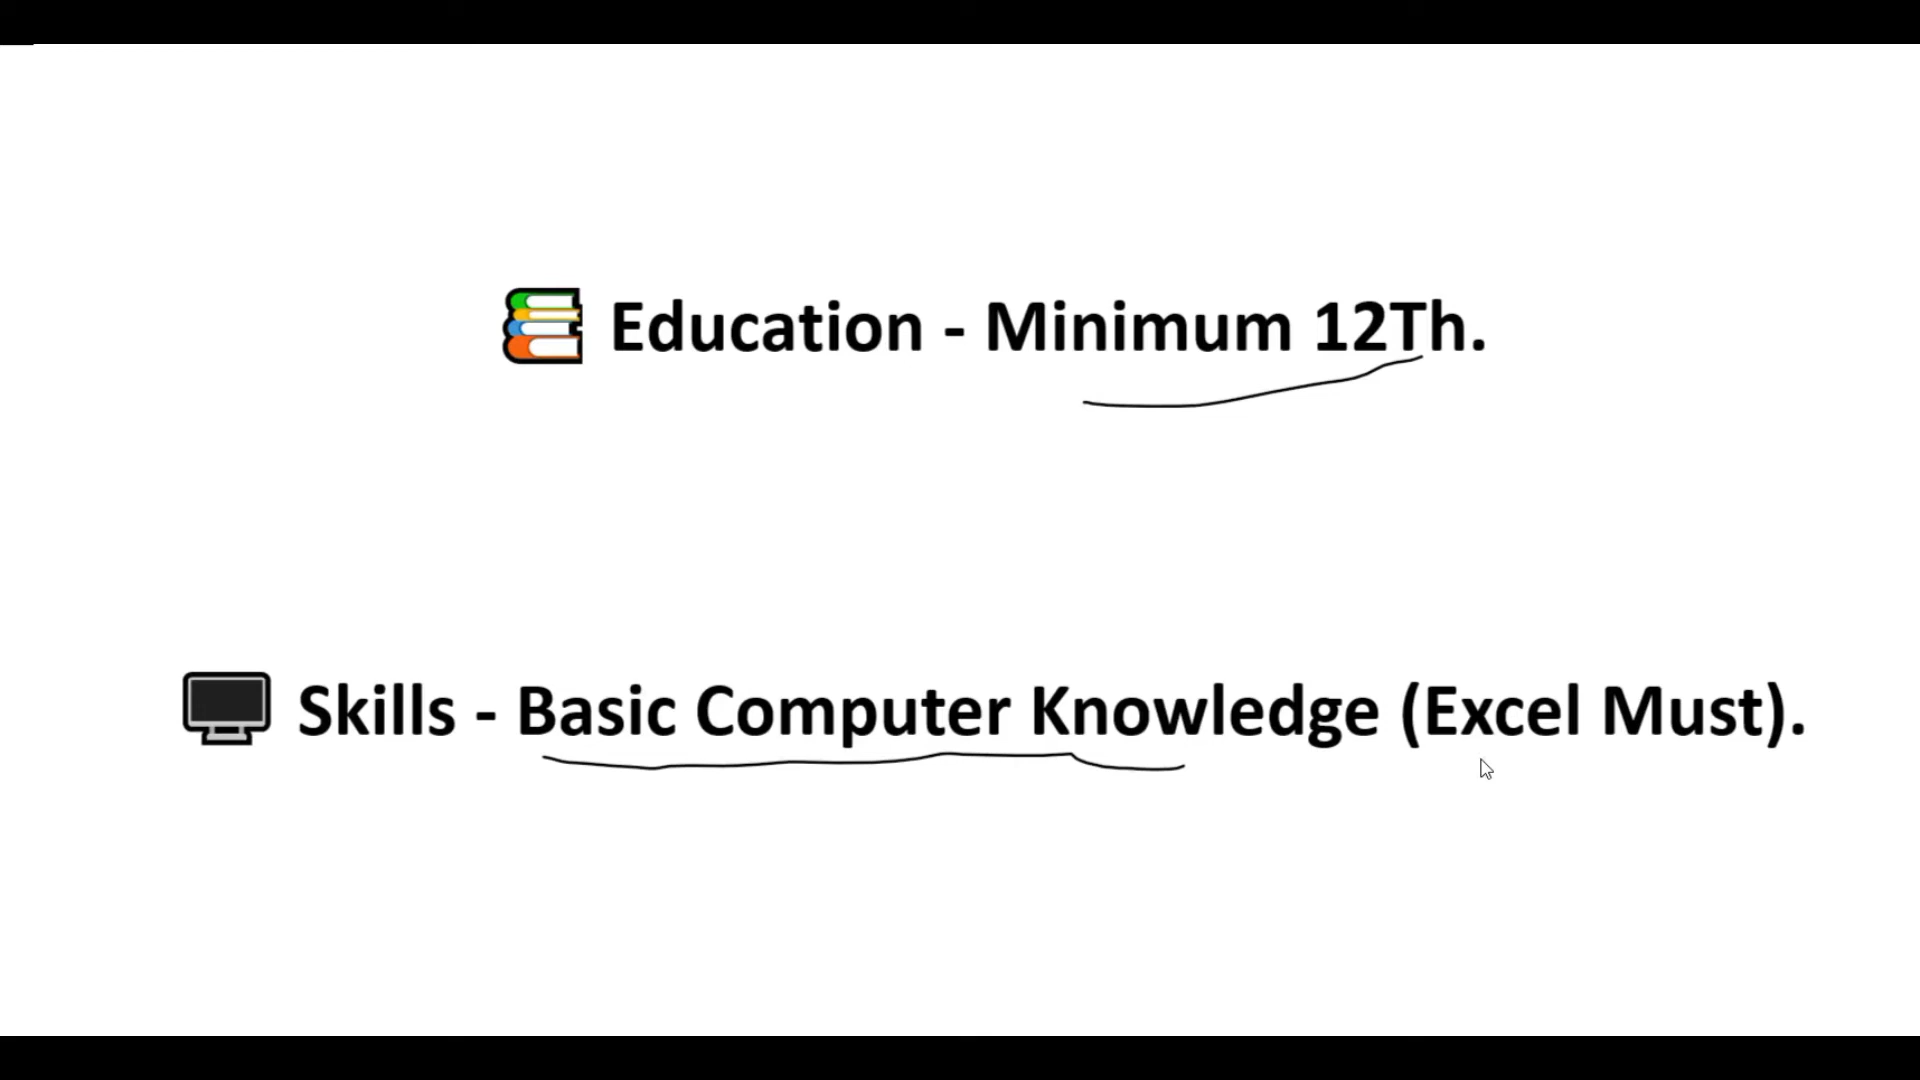 Education - Minimum 12Th.
Skills - Basic Computer Knowledge (Excel Must).